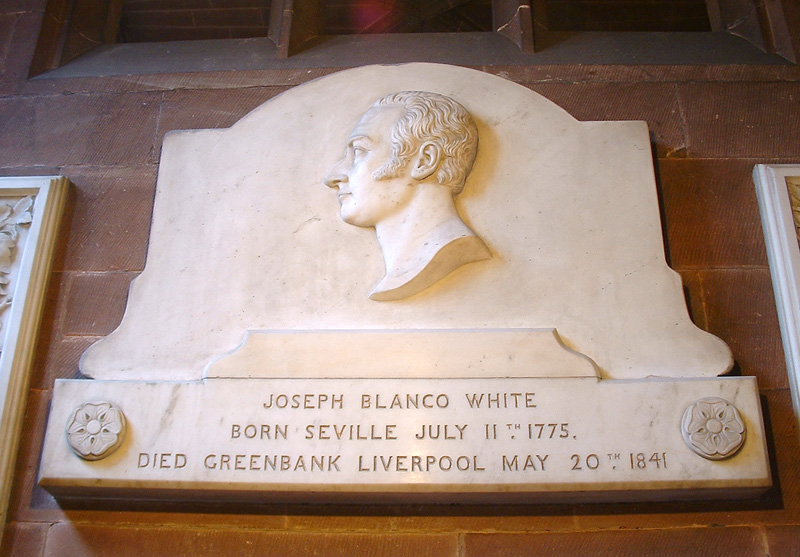 JOSEPH BLANCO WHITE
BORN SEVILLE JULY 11TH. 1775.
DIED GREENBANK LIVERPOOL MAY 20TH. 1841